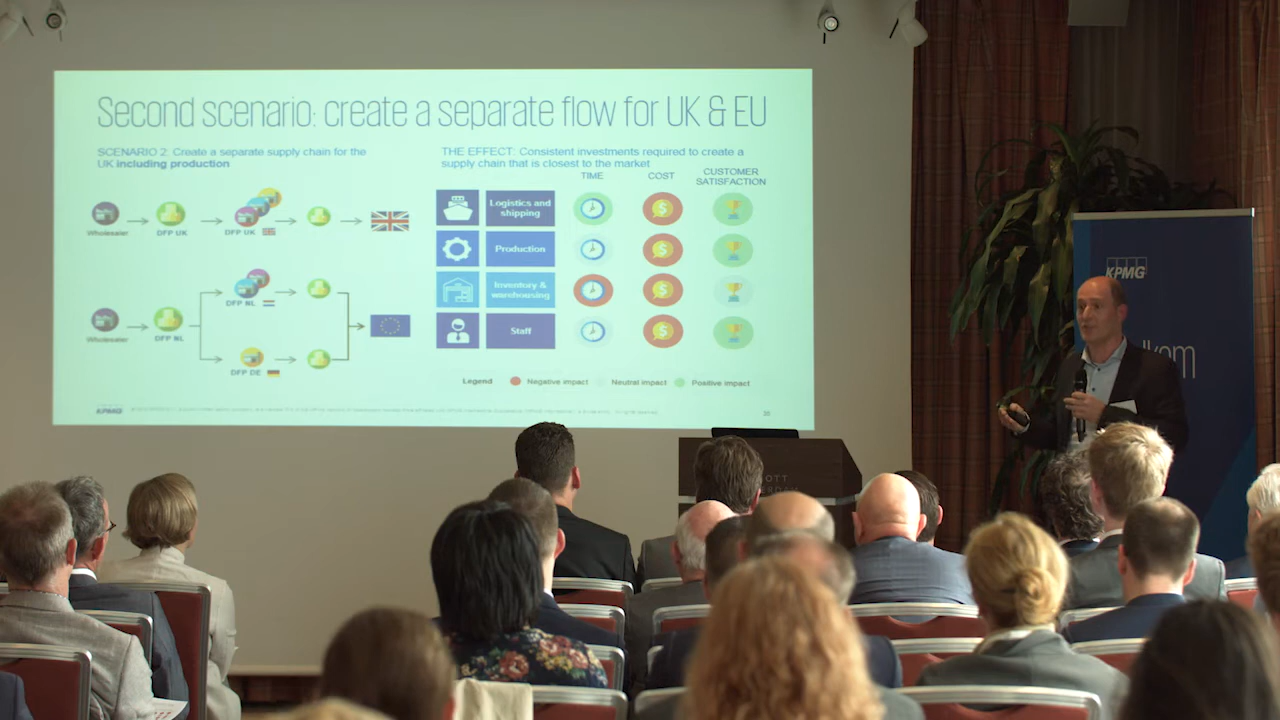 Second scenario: create a separate flow for UK & EU
SCENARIO 2: Create a separate supply chain for the
UK including production
THE EFFECT: Consistent investments required to create a
supply chain that is closest to the market
TIME
COST
CUSTOMER
SATISFACTION
Wholesaler
DFP UK
DFP UK
Logistics and
shipping
Production
DFP NL
Inventory &
warehousing
Wholesaler
DFP NL
Staff
DFP DE
Legend
Negative impact
Neutral impact
Positive impact
KPMG
KPMG